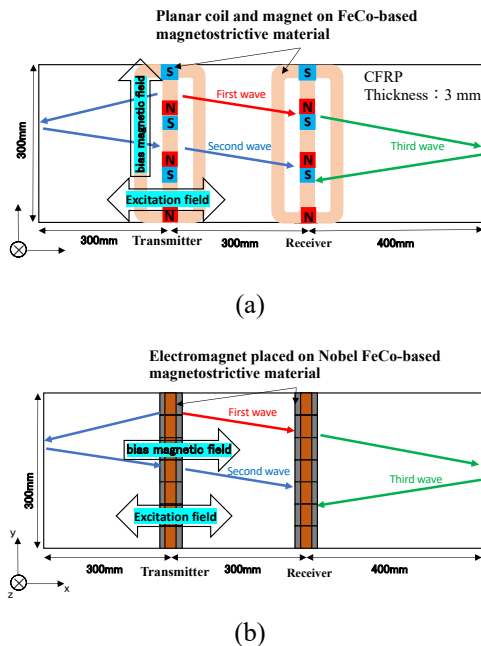 Planar coil and magnet on FeCo-based
magnetostrictive material
S
CFRP
Thickness：3 mm
bias magnetic field
First wave
N
S
300mm
Second wave
Third wave
N
S
Excitation field
N
300mm
Transmitter
300mm
Receiver
400mm
S
N
S
N
S
N
(a)
Electromagnet placed on Nobel FeCo-based
magnetostrictive material
First wave
bias magnetic field
300mm
Second wave
Third wave
Excitation field
y
z
x
300mm
Transmitter
300mm
Receiver
400mm
(b)